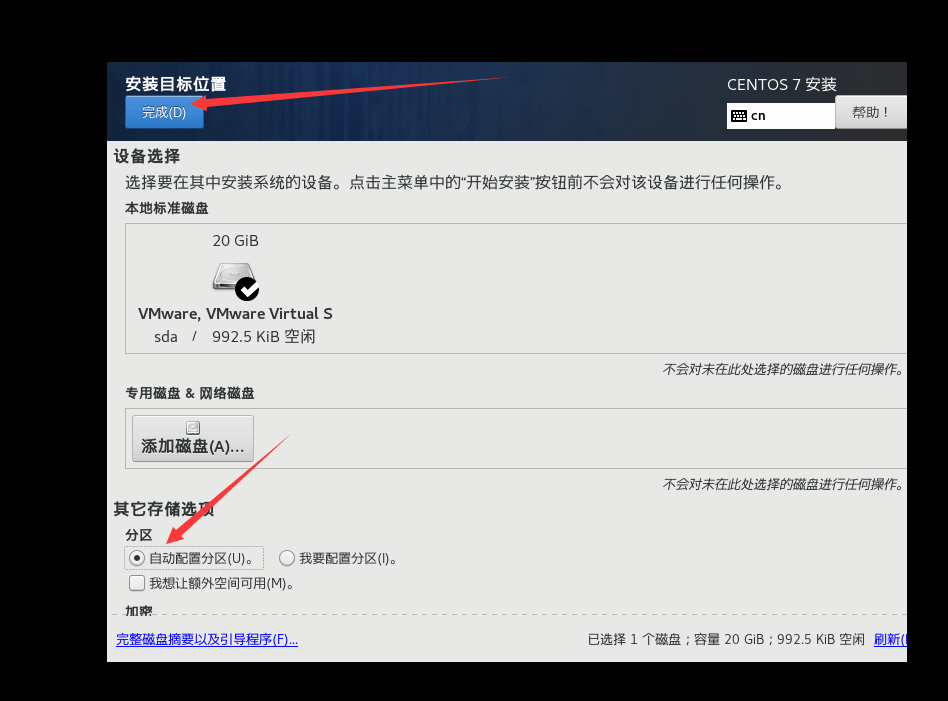 安装目标位置
CENTOS 7 安装
完成(D)
cn
帮助！
设备选择
选择要在其中安装系统的设备。点击主菜单中的“开始安装”按钮前不会对该设备进行任何操作。
本地标准磁盘
20 GiB
VMware, VMware Virtual S
sda / 992.5 KiB 空闲
不会对未在此处选择的磁盘进行任何操作。
专用磁盘 & 网络磁盘
添加磁盘(A)...
不会对未在此处选择的磁盘进行任何操作。
其它存储选项
分区
自动配置分区(U)。 我要配置分区(I)。
我想让额外空间可用(M)。
加密
完整磁盘摘要以及引导程序(F)...
已选择 1 个磁盘；容量 20 GiB；992.5 KiB 空闲 刷新(